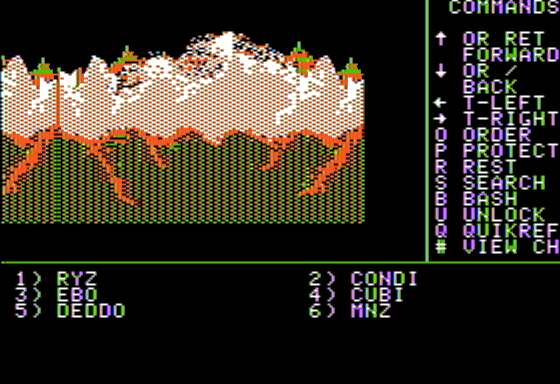 COMMANDS
↑ OR RET
FORWARD
↓ OR /
BACK
← T-LEFT
→ T-RIGHT
O ORDER
P PROTECT
R REST
S SEARCH
B BASH
U UNLOCK
Q QUIKREF
# VIEW CH
1) RYZ 2) CONDI
3) EBO 4) CUBI
5) DEDDO 6) MNZ